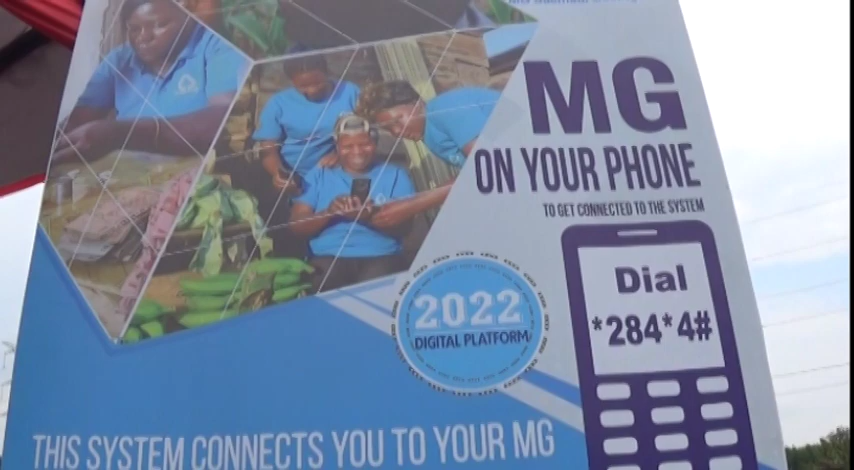 MG
ON YOUR PHONE
TO GET CONNECTED TO THE SYSTEM
Dial
*284*4#
2022
DIGITAL PLATFORM
THIS SYSTEM CONNECTS YOU TO YOUR MG